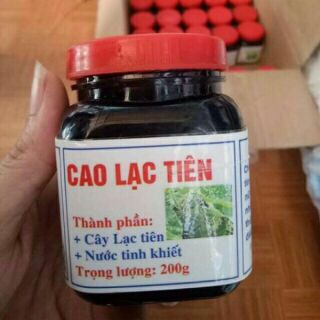 CAO LẠC TIÊN
Thành phần:
+ Cây Lạc tiên
+ Nước tinh khiết
Trọng lượng: 200g